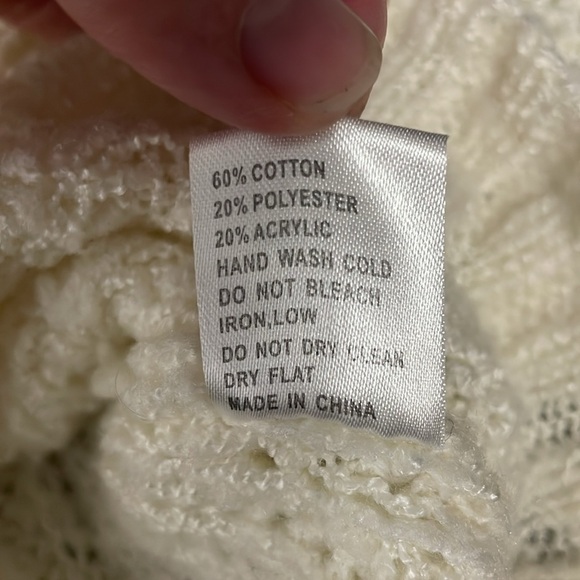 60% COTTON
20% POLYESTER
20% ACRYLIC
HAND WASH COLD
DO NOT BLEACH
IRON,LOW
DO NOT DRY CLEAN
DRY FLAT
MADE IN CHINA